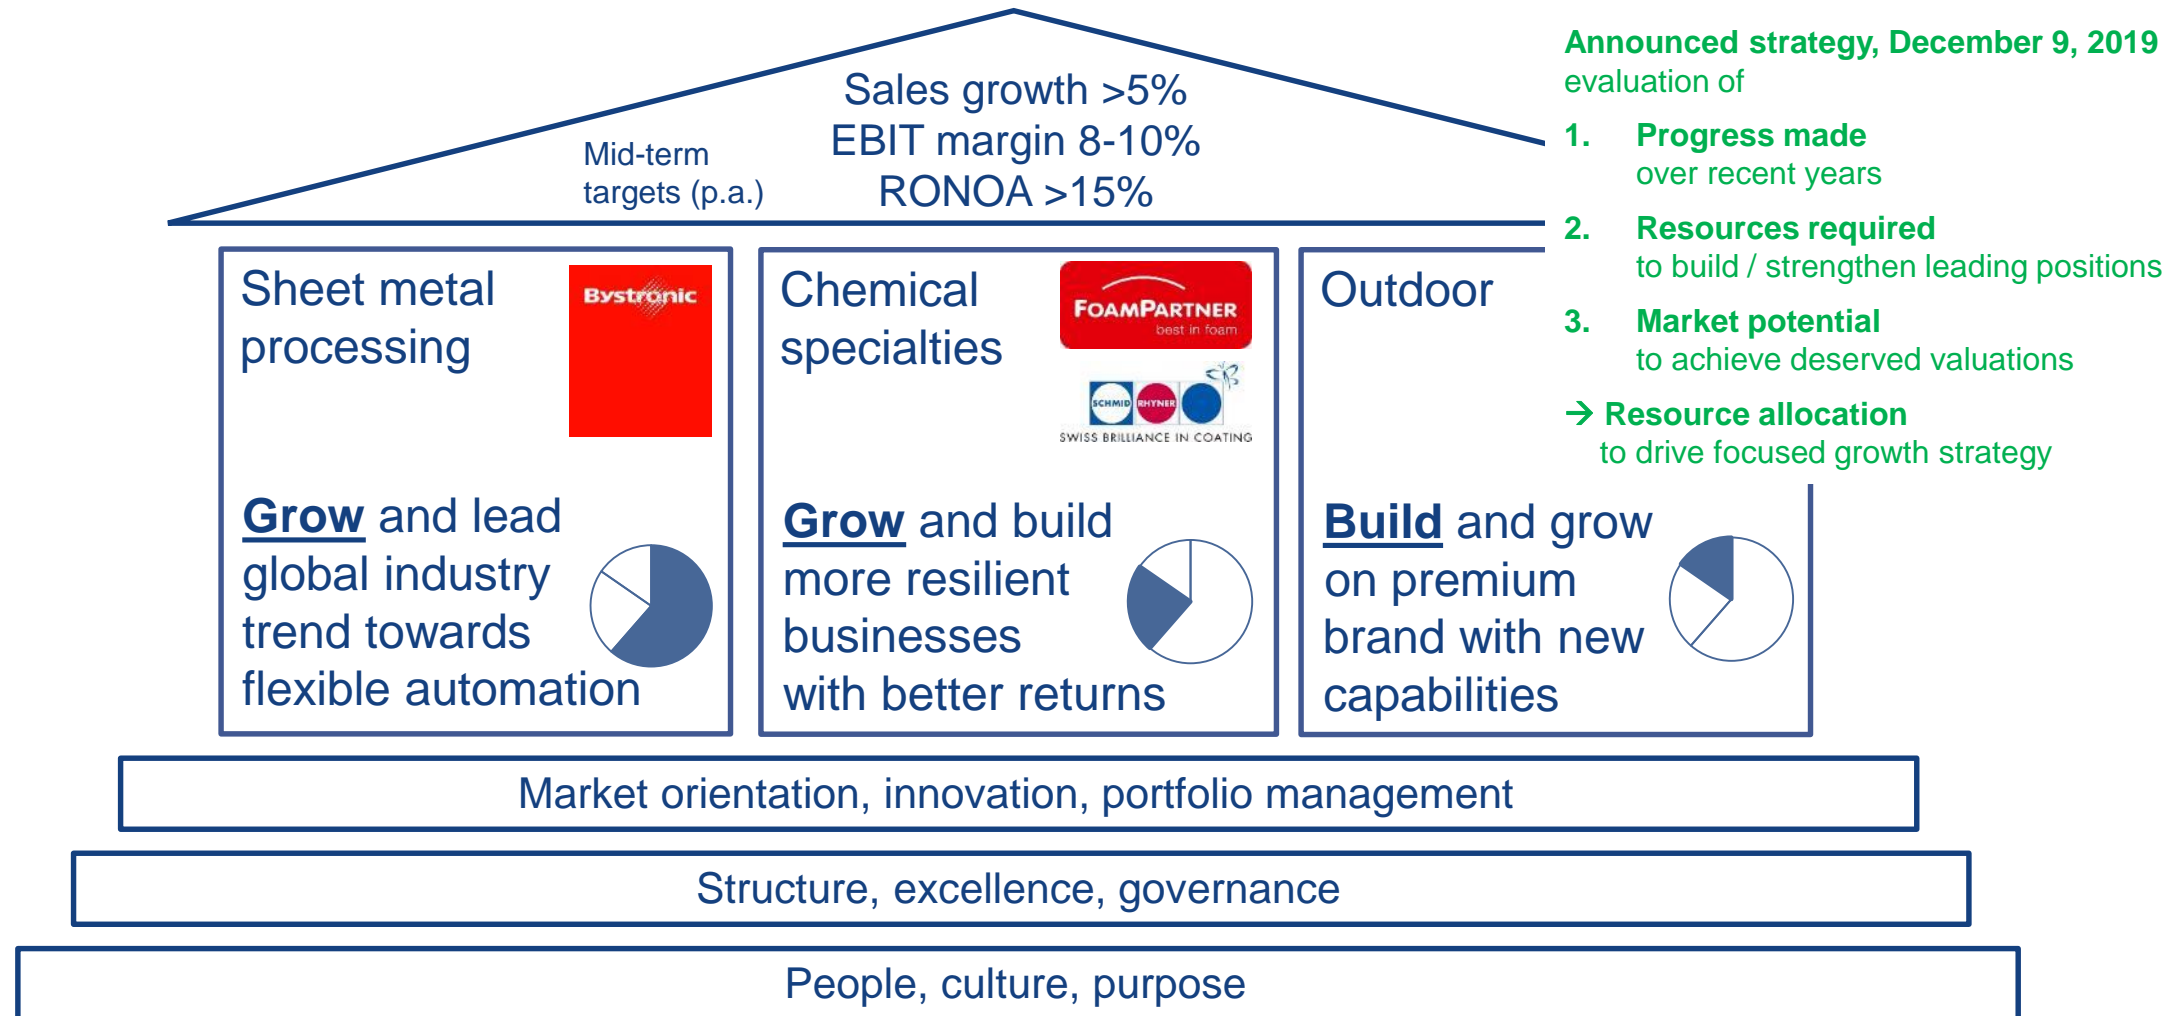 Sales growth >5%
EBIT margin 8-10%
RONOA >15%
Mid-term
targets (p.a.)
Announced strategy, December 9, 2019
evaluation of
1. Progress made
over recent years
2. Resources required
to build / strengthen leading positions
3. Market potential
to achieve deserved valuations
→ Resource allocation
to drive focused growth strategy
Sheet metal
processing
Bystronic
Grow and lead
global industry
trend towards
flexible automation
Chemical
specialties
FOAMPARTNER
best in foam
SCHMID RHYNER
SWISS BRILLIANCE IN COATING
Grow and build
more resilient
businesses
with better returns
Outdoor
Build and grow
on premium
brand with new
capabilities
Market orientation, innovation, portfolio management
Structure, excellence, governance
People, culture, purpose